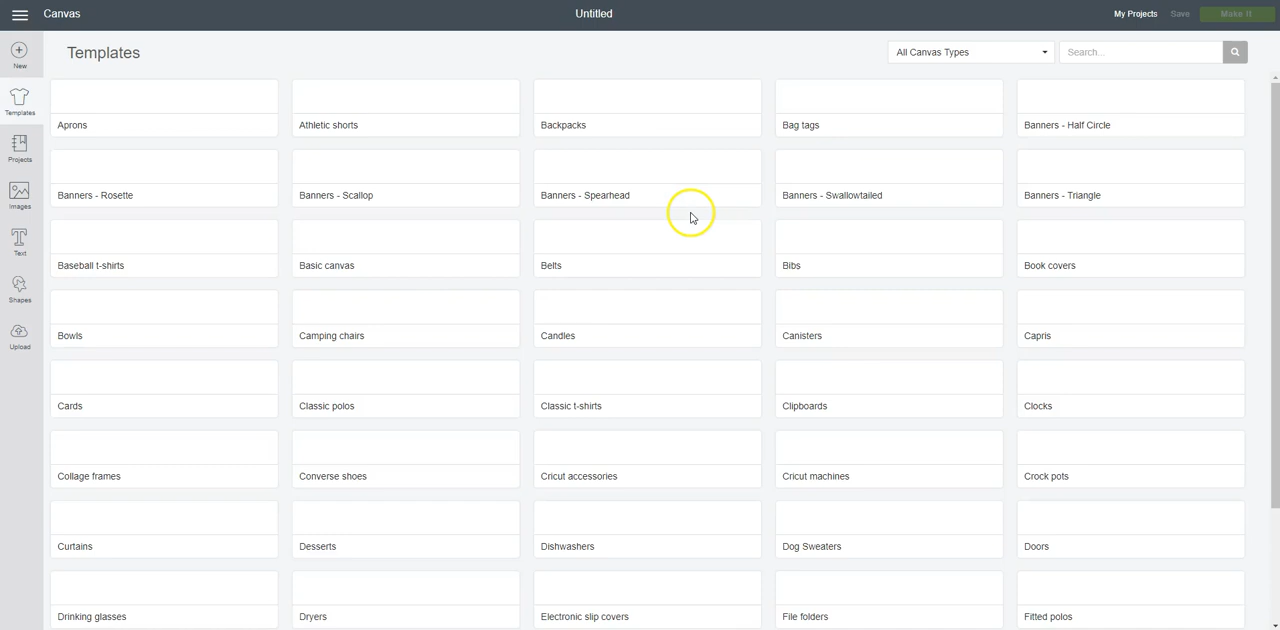 Canvas
Untitled
My Projects
Save
Make It
New
Templates
Projects
Images
Text
Shapes
Upload
Templates
All Canvas Types
Search...
Aprons
Athletic shorts
Backpacks
Bag tags
Banners - Half Circle
Banners - Rosette
Banners - Scallop
Banners - Spearhead
Banners - Swallowtailed
Banners - Triangle
Baseball t-shirts
Basic canvas
Belts
Bibs
Book covers
Bowls
Camping chairs
Candles
Canisters
Capris
Cards
Classic polos
Classic t-shirts
Clipboards
Clocks
Collage frames
Converse shoes
Cricut accessories
Cricut machines
Crock pots
Curtains
Desserts
Dishwashers
Dog Sweaters
Doors
Drinking glasses
Dryers
Electronic slip covers
File folders
Fitted polos